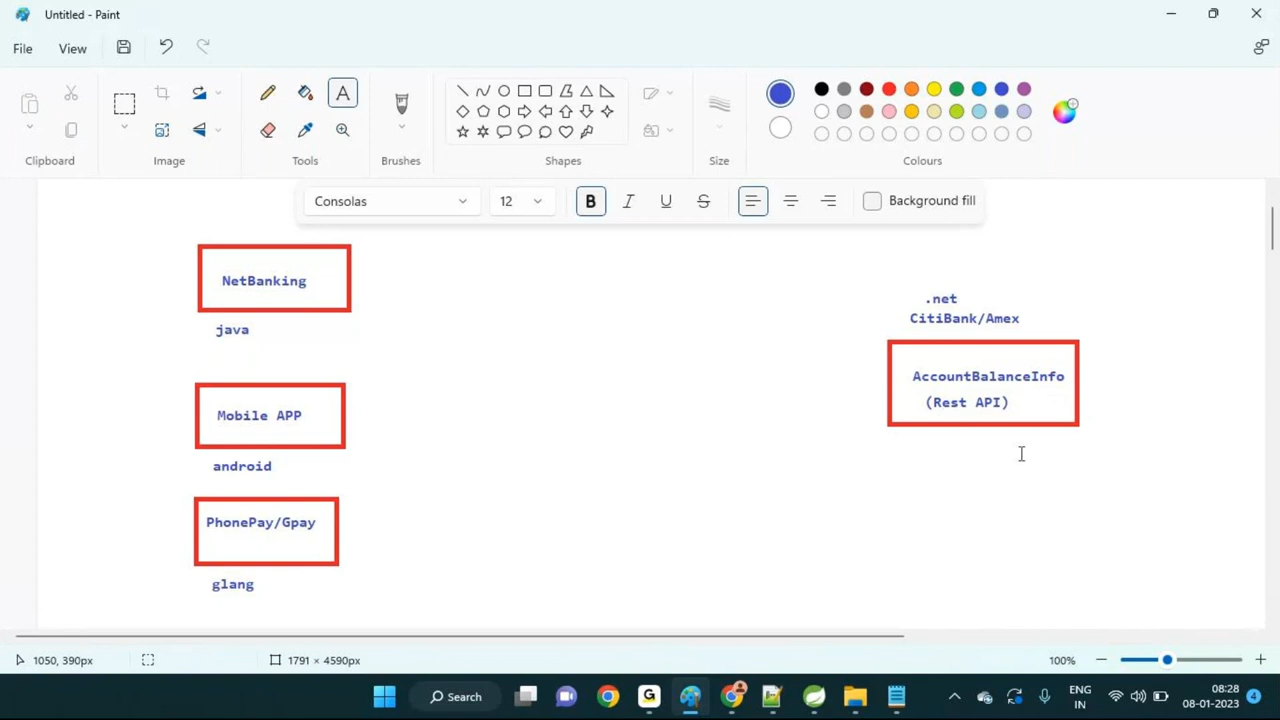 Untitled - Paint
File View
Clipboard
Image
Tools
Brushes
Shapes
Size
Colours
A
Consolas 12 B I U S Background fill
NetBanking
java
Mobile APP
android
PhonePay/Gpay
glang
.net
CitiBank/Amex
AccountBalanceInfo
(Rest API)
1050, 390px 1791 × 4590px 100%
Search
ENG
IN
08:28
08-01-2023
4